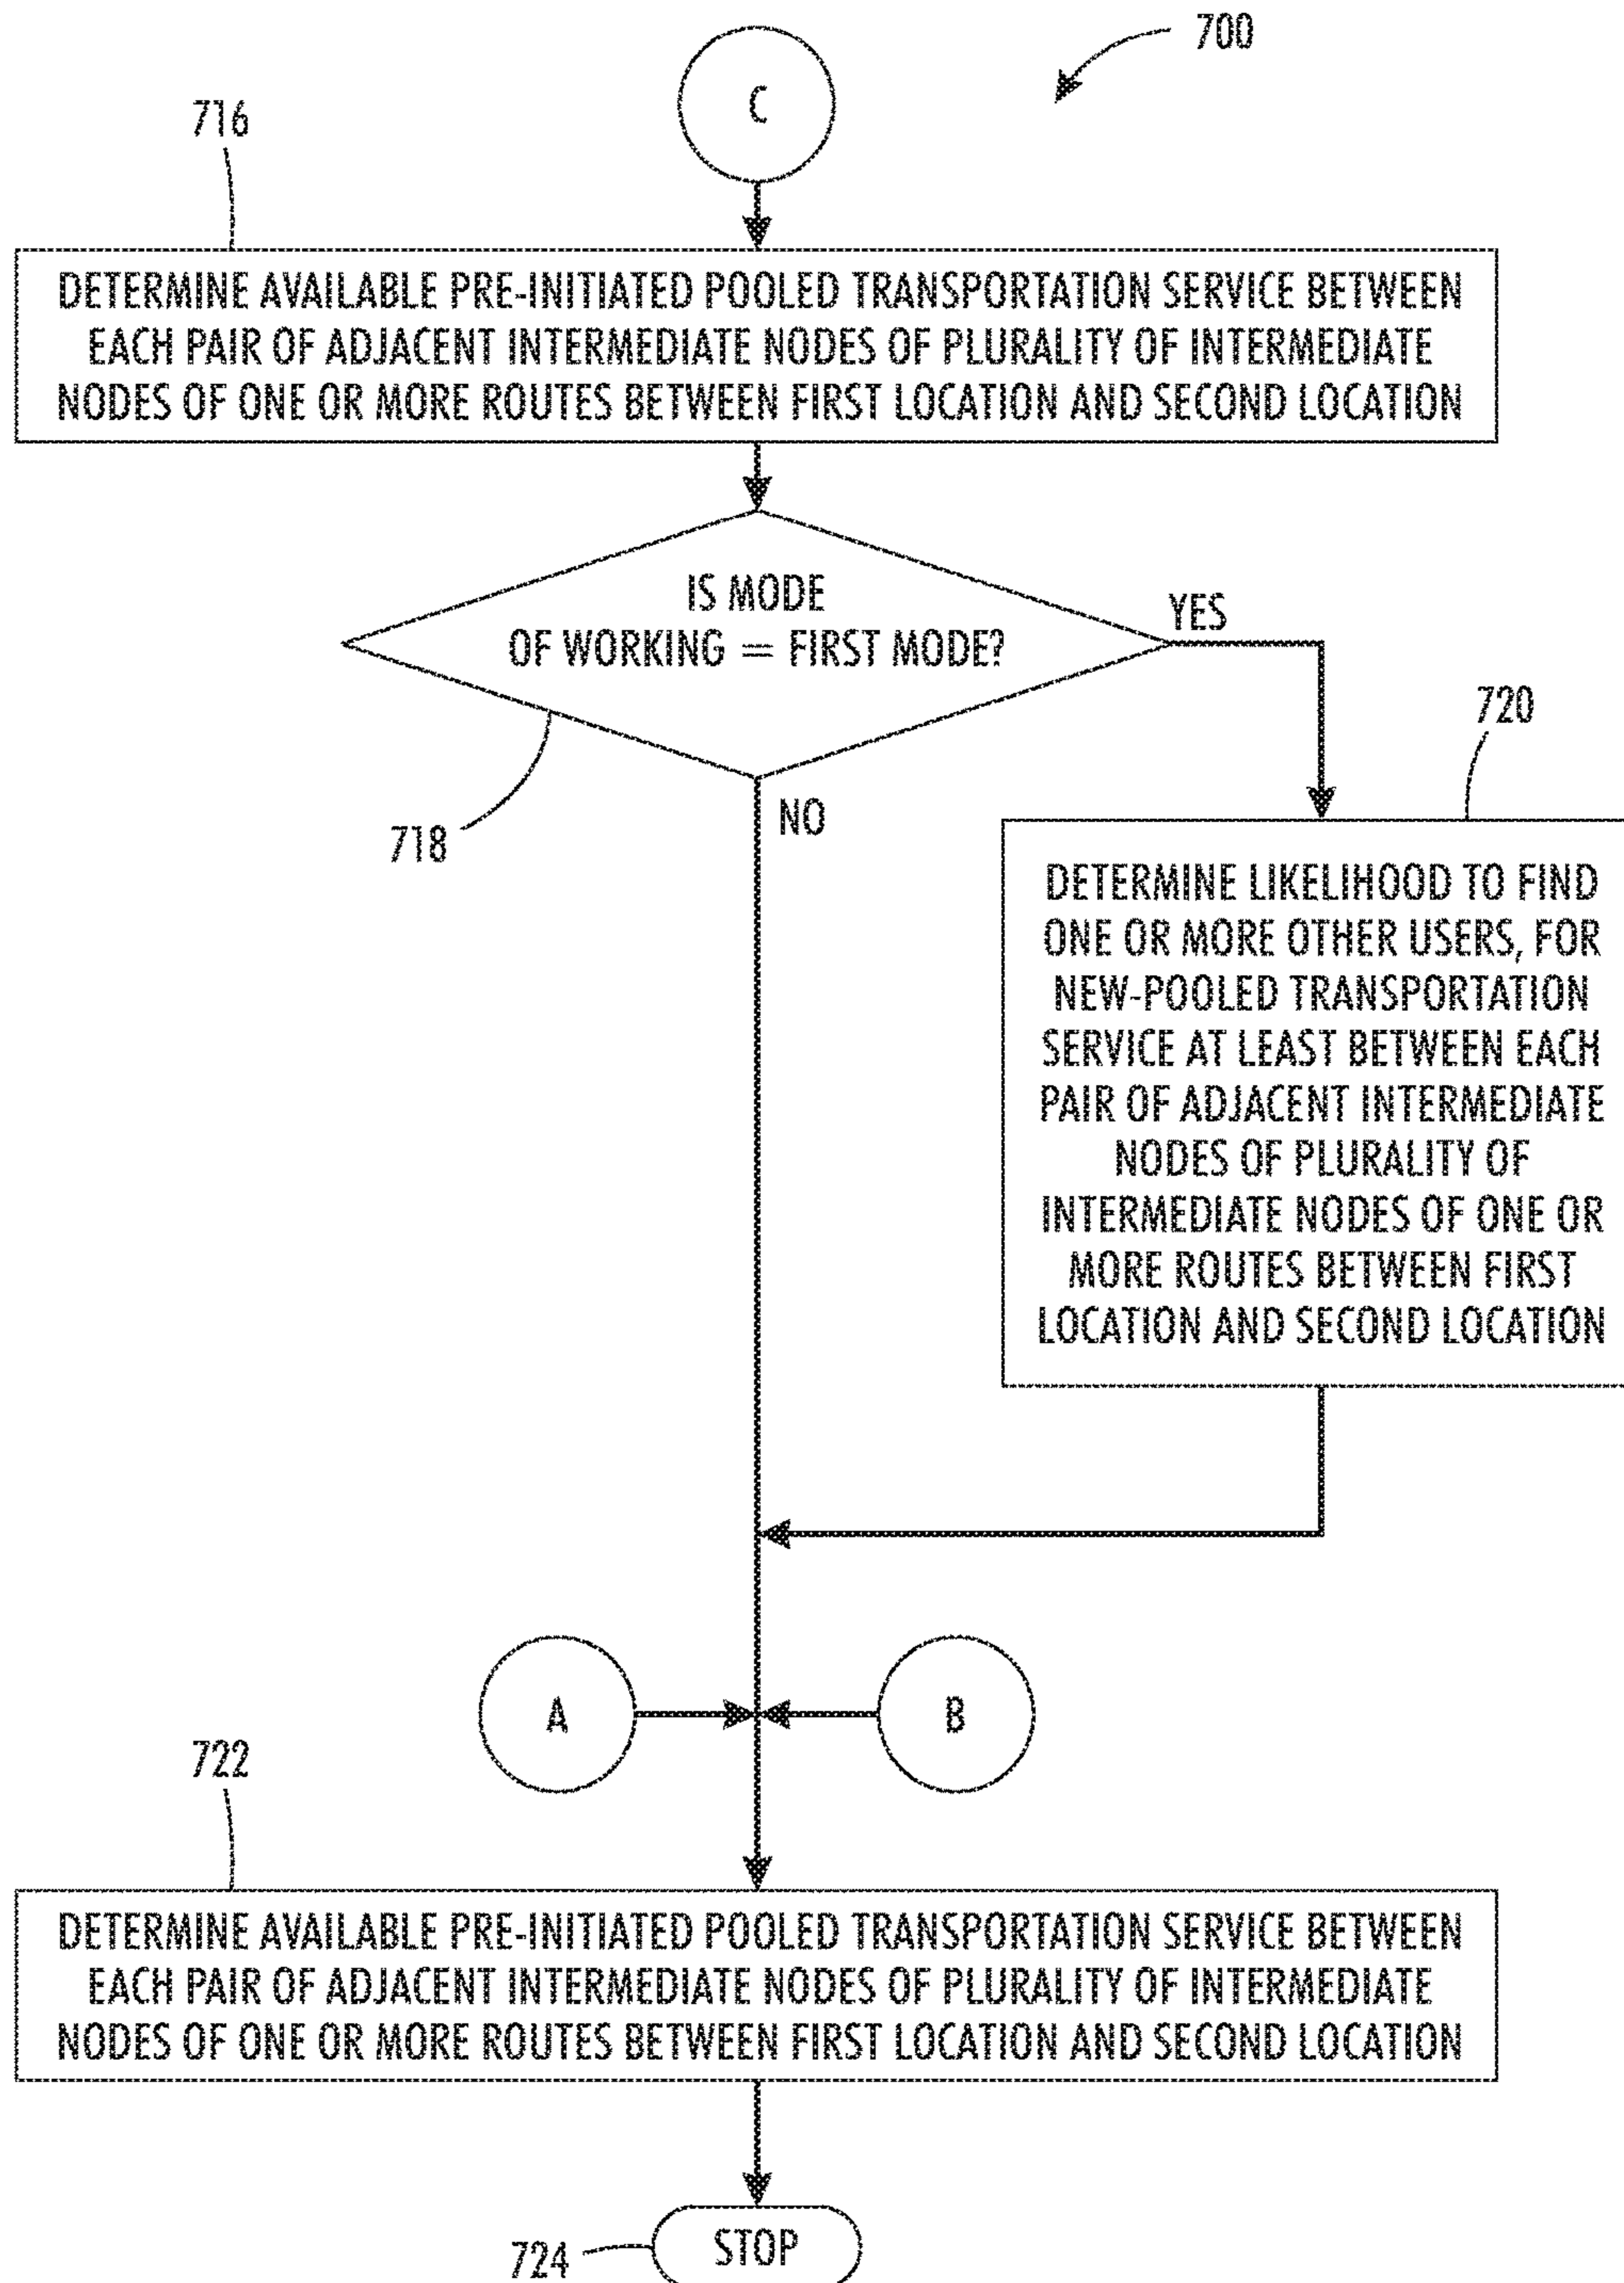 700
C
716
DETERMINE AVAILABLE PRE-INITIATED POOLED TRANSPORTATION SERVICE BETWEEN
EACH PAIR OF ADJACENT INTERMEDIATE NODES OF PLURALITY OF INTERMEDIATE
NODES OF ONE OR MORE ROUTES BETWEEN FIRST LOCATION AND SECOND LOCATION
IS MODE
OF WORKING = FIRST MODE?
YES
718
NO
720
DETERMINE LIKELIHOOD TO FIND
ONE OR MORE OTHER USERS, FOR
NEW-POOLED TRANSPORTATION
SERVICE AT LEAST BETWEEN EACH
PAIR OF ADJACENT INTERMEDIATE
NODES OF PLURALITY OF
INTERMEDIATE NODES OF ONE OR
MORE ROUTES BETWEEN FIRST
LOCATION AND SECOND LOCATION
A
B
722
DETERMINE AVAILABLE PRE-INITIATED POOLED TRANSPORTATION SERVICE BETWEEN
EACH PAIR OF ADJACENT INTERMEDIATE NODES OF PLURALITY OF INTERMEDIATE
NODES OF ONE OR MORE ROUTES BETWEEN FIRST LOCATION AND SECOND LOCATION
724
STOP